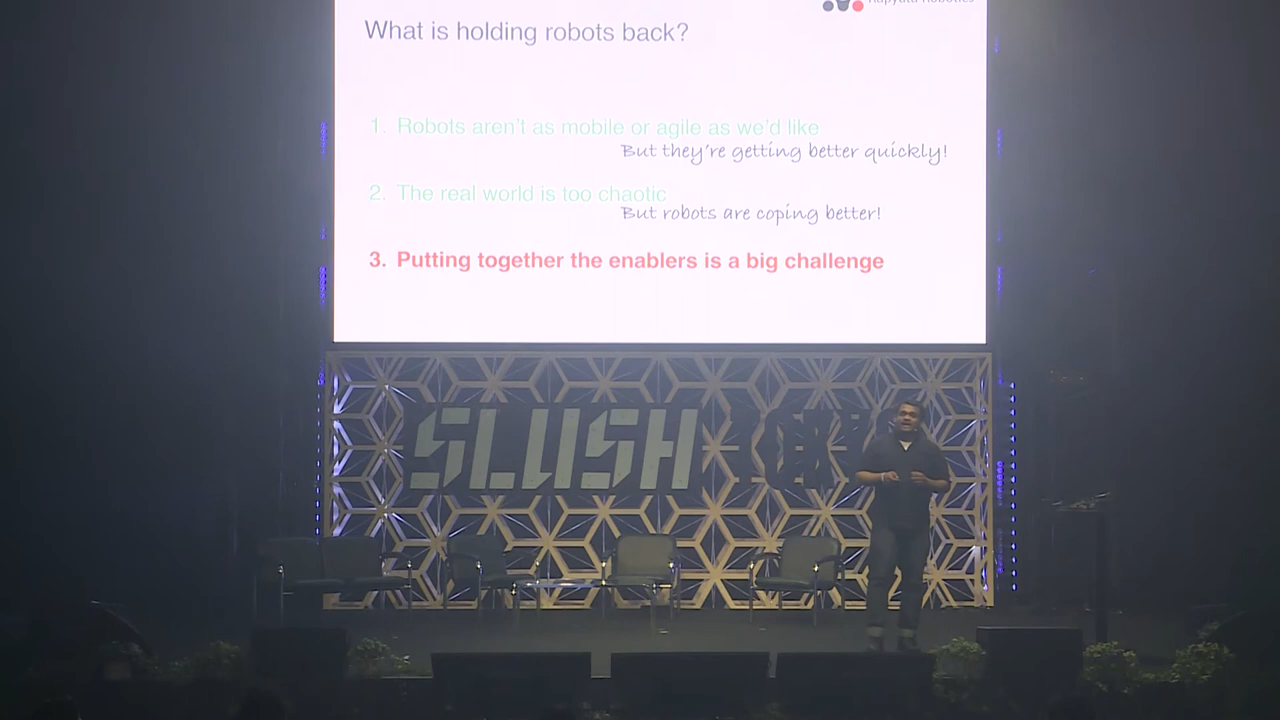 rapyuta robotics
What is holding robots back?
1. Robots aren't as mobile or agile as we'd like
But they're getting better quickly!
2. The real world is too chaotic
But robots are coping better!
3. Putting together the enablers is a big challenge
SLUSH